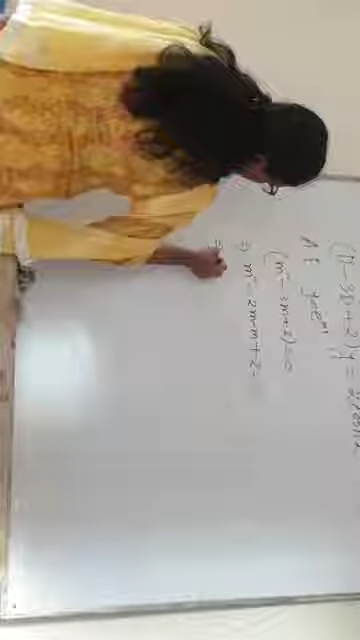 (D² - 3D + 2)y =
A E y = e^mx
(m² - 3m + 2) = 0
⇒ m² - 2m - m + 2 =
⇒